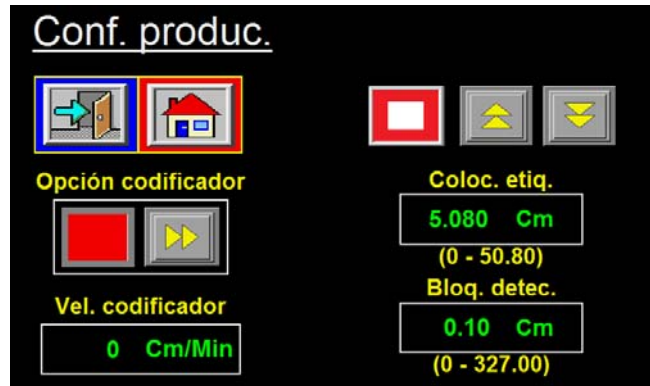 Conf. produc.
Opción codificador
Vel. codificador
0 Cm/Min
Coloc. etiq.
5.080 Cm
(0 - 50.80)
Bloq. detec.
0.10 Cm
(0 - 327.00)